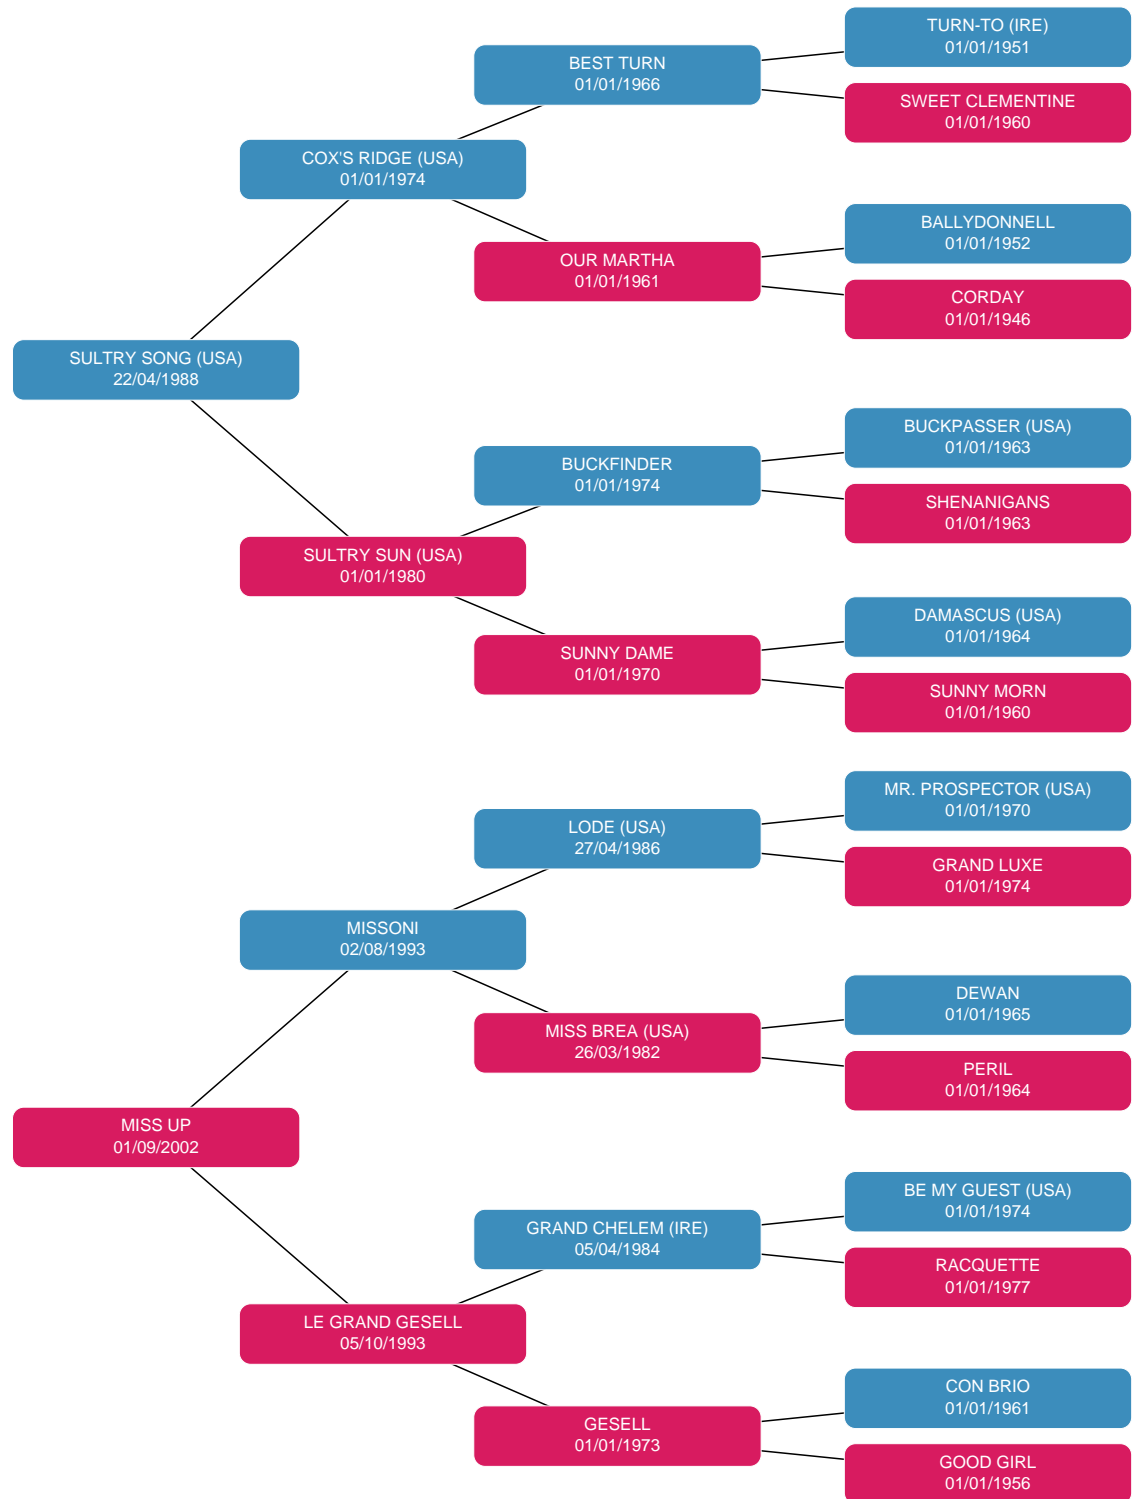 TURN-TO (IRE)
01/01/1951
BEST TURN
01/01/1966
SWEET CLEMENTINE
01/01/1960
COX'S RIDGE (USA)
01/01/1974
BALLYDONNELL
01/01/1952
OUR MARTHA
01/01/1961
CORDAY
01/01/1946
SULTRY SONG (USA)
22/04/1988
BUCKPASSER (USA)
01/01/1963
BUCKFINDER
01/01/1974
SHENANIGANS
01/01/1963
SULTRY SUN (USA)
01/01/1980
DAMASCUS (USA)
01/01/1964
SUNNY DAME
01/01/1970
SUNNY MORN
01/01/1960
MR. PROSPECTOR (USA)
01/01/1970
LODE (USA)
27/04/1986
GRAND LUXE
01/01/1974
MISSONI
02/08/1993
DEWAN
01/01/1965
MISS BREA (USA)
26/03/1982
PERIL
01/01/1964
MISS UP
01/09/2002
BE MY GUEST (USA)
01/01/1974
GRAND CHELEM (IRE)
05/04/1984
RACQUETTE
01/01/1977
LE GRAND GESELL
05/10/1993
CON BRIO
01/01/1961
GESELL
01/01/1973
GOOD GIRL
01/01/1956